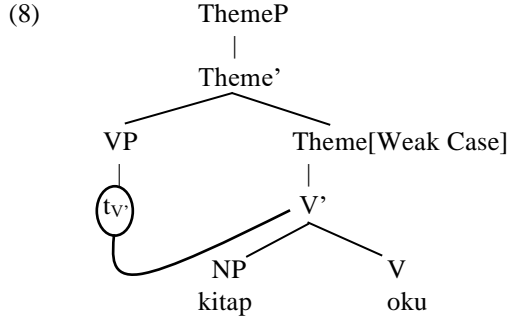 (8) ThemeP
Theme’
VP Theme[Weak Case]
tV’ V’
NP V
kitap oku